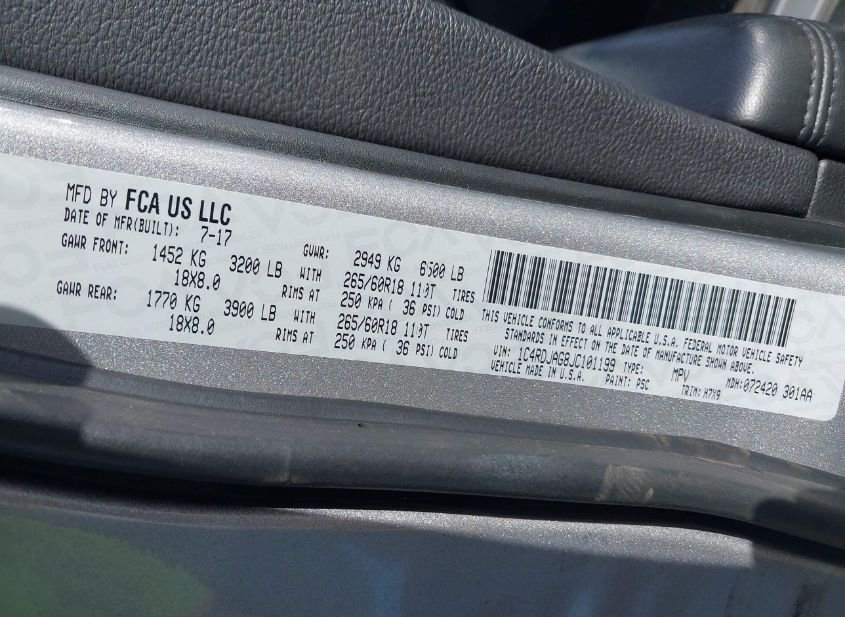 MFD BY FCA US LLC
DATE OF MFR(BUILT): 7-17
GVWR: 2949 KG 6500 LB
GAWR FRONT: 1452 KG 3200 LB WITH 265/60R18 110T TIRES
18X8.0 RIMS AT 250 KPA ( 36 PSI) COLD
GAWR REAR: 1770 KG 3900 LB WITH 265/60R18 110T TIRES
18X8.0 RIMS AT 250 KPA ( 36 PSI) COLD
THIS VEHICLE CONFORMS TO ALL APPLICABLE U.S.A. FEDERAL MOTOR VEHICLE SAFETY
STANDARDS IN EFFECT ON THE DATE OF MANUFACTURE SHOWN ABOVE.
VIN: 1C4RDJAG8JC101199 TYPE: MPV MDH:072420 301AA
VEHICLE MADE IN U.S.A. PAINT: PSC TRIM: H7X9